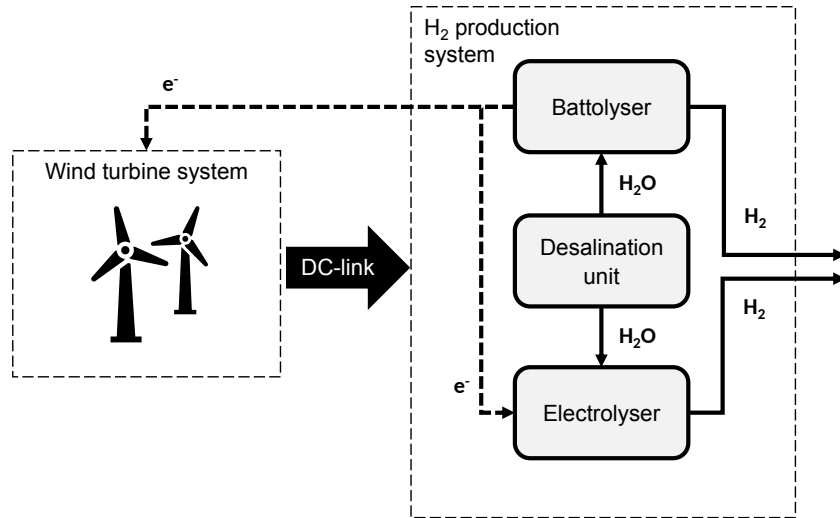 H₂ production
system
e⁻
Battolyser
Wind turbine system
H₂O
H₂
Desalination
unit
DC-link
H₂
H₂O
e⁻
Electrolyser